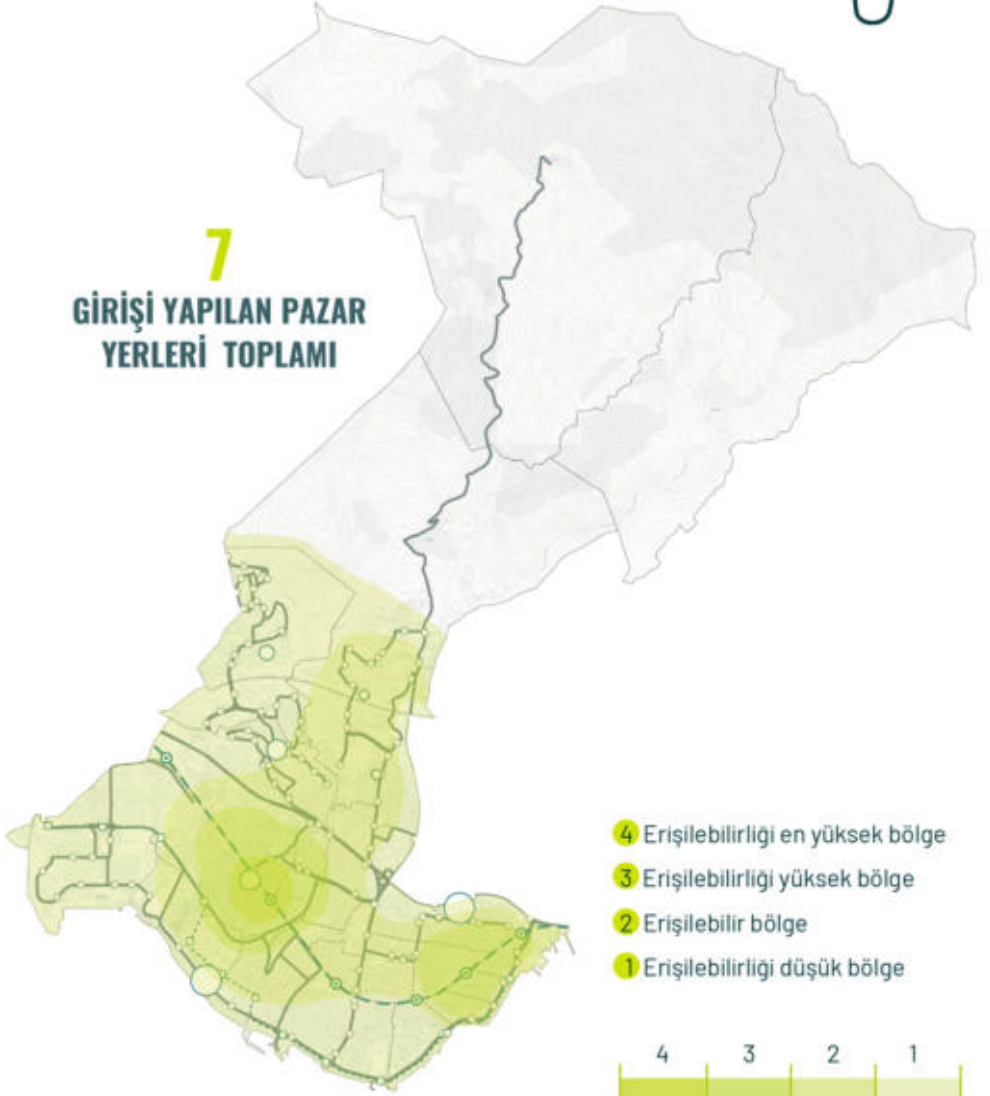 7
GİRİŞİ YAPILAN PAZAR
YERLERİ TOPLAMI
4 Erişilebilirliği en yüksek bölge
3 Erişilebilirliği yüksek bölge
2 Erişilebilir bölge
1 Erişilebilirliği düşük bölge
4 3 2 1